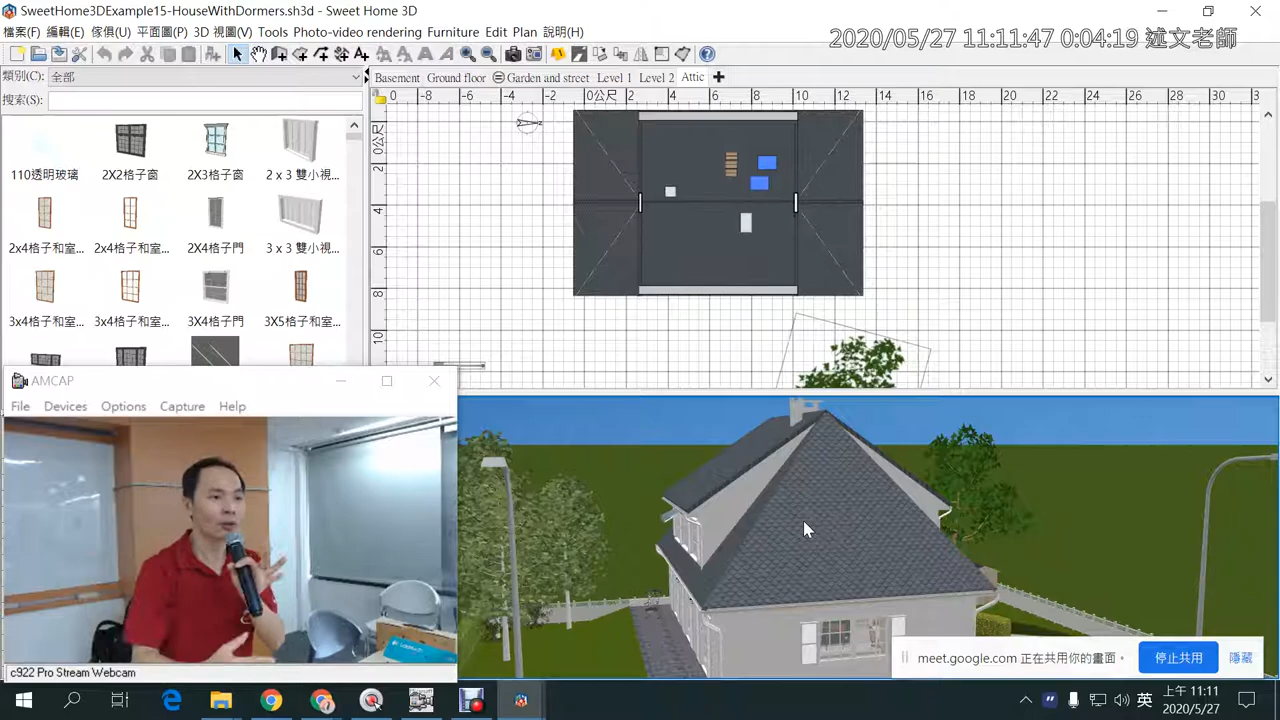 SweetHome3DExample15-HouseWithDormers.sh3d - Sweet Home 3D
檔案(F) 編輯(E) 傢俱(U) 平面圖(P) 3D 視圖(V) Tools Photo-video rendering Furniture Edit Plan 說明(H)
2020/05/27 11:11:47 0:04:19 述文老師
類別(C): 全部
Basement Ground floor Garden and street Level 1 Level 2 Attic
搜索(S):
0 -8 -6 -4 -2 0公尺 2 4 6 8 10 12 14 16 18 20 22 24 26 28 30 3
0公尺
2
4
6
8
10
110透明玻璃 2X2格子窗 2X3格子窗 2 x 3 雙小視...
2x4格子和室... 2x4格子和室... 2X4格子門 3 x 3 雙小視...
3x4格子和室... 3x4格子和室... 3X4格子門 3X5格子和室...
AMCAP
File Devices Options Capture Help
c922 Pro Stream Webcam
meet.google.com 正在共用你的畫面。 停止共用 隱藏
英 上午 11:11
2020/5/27